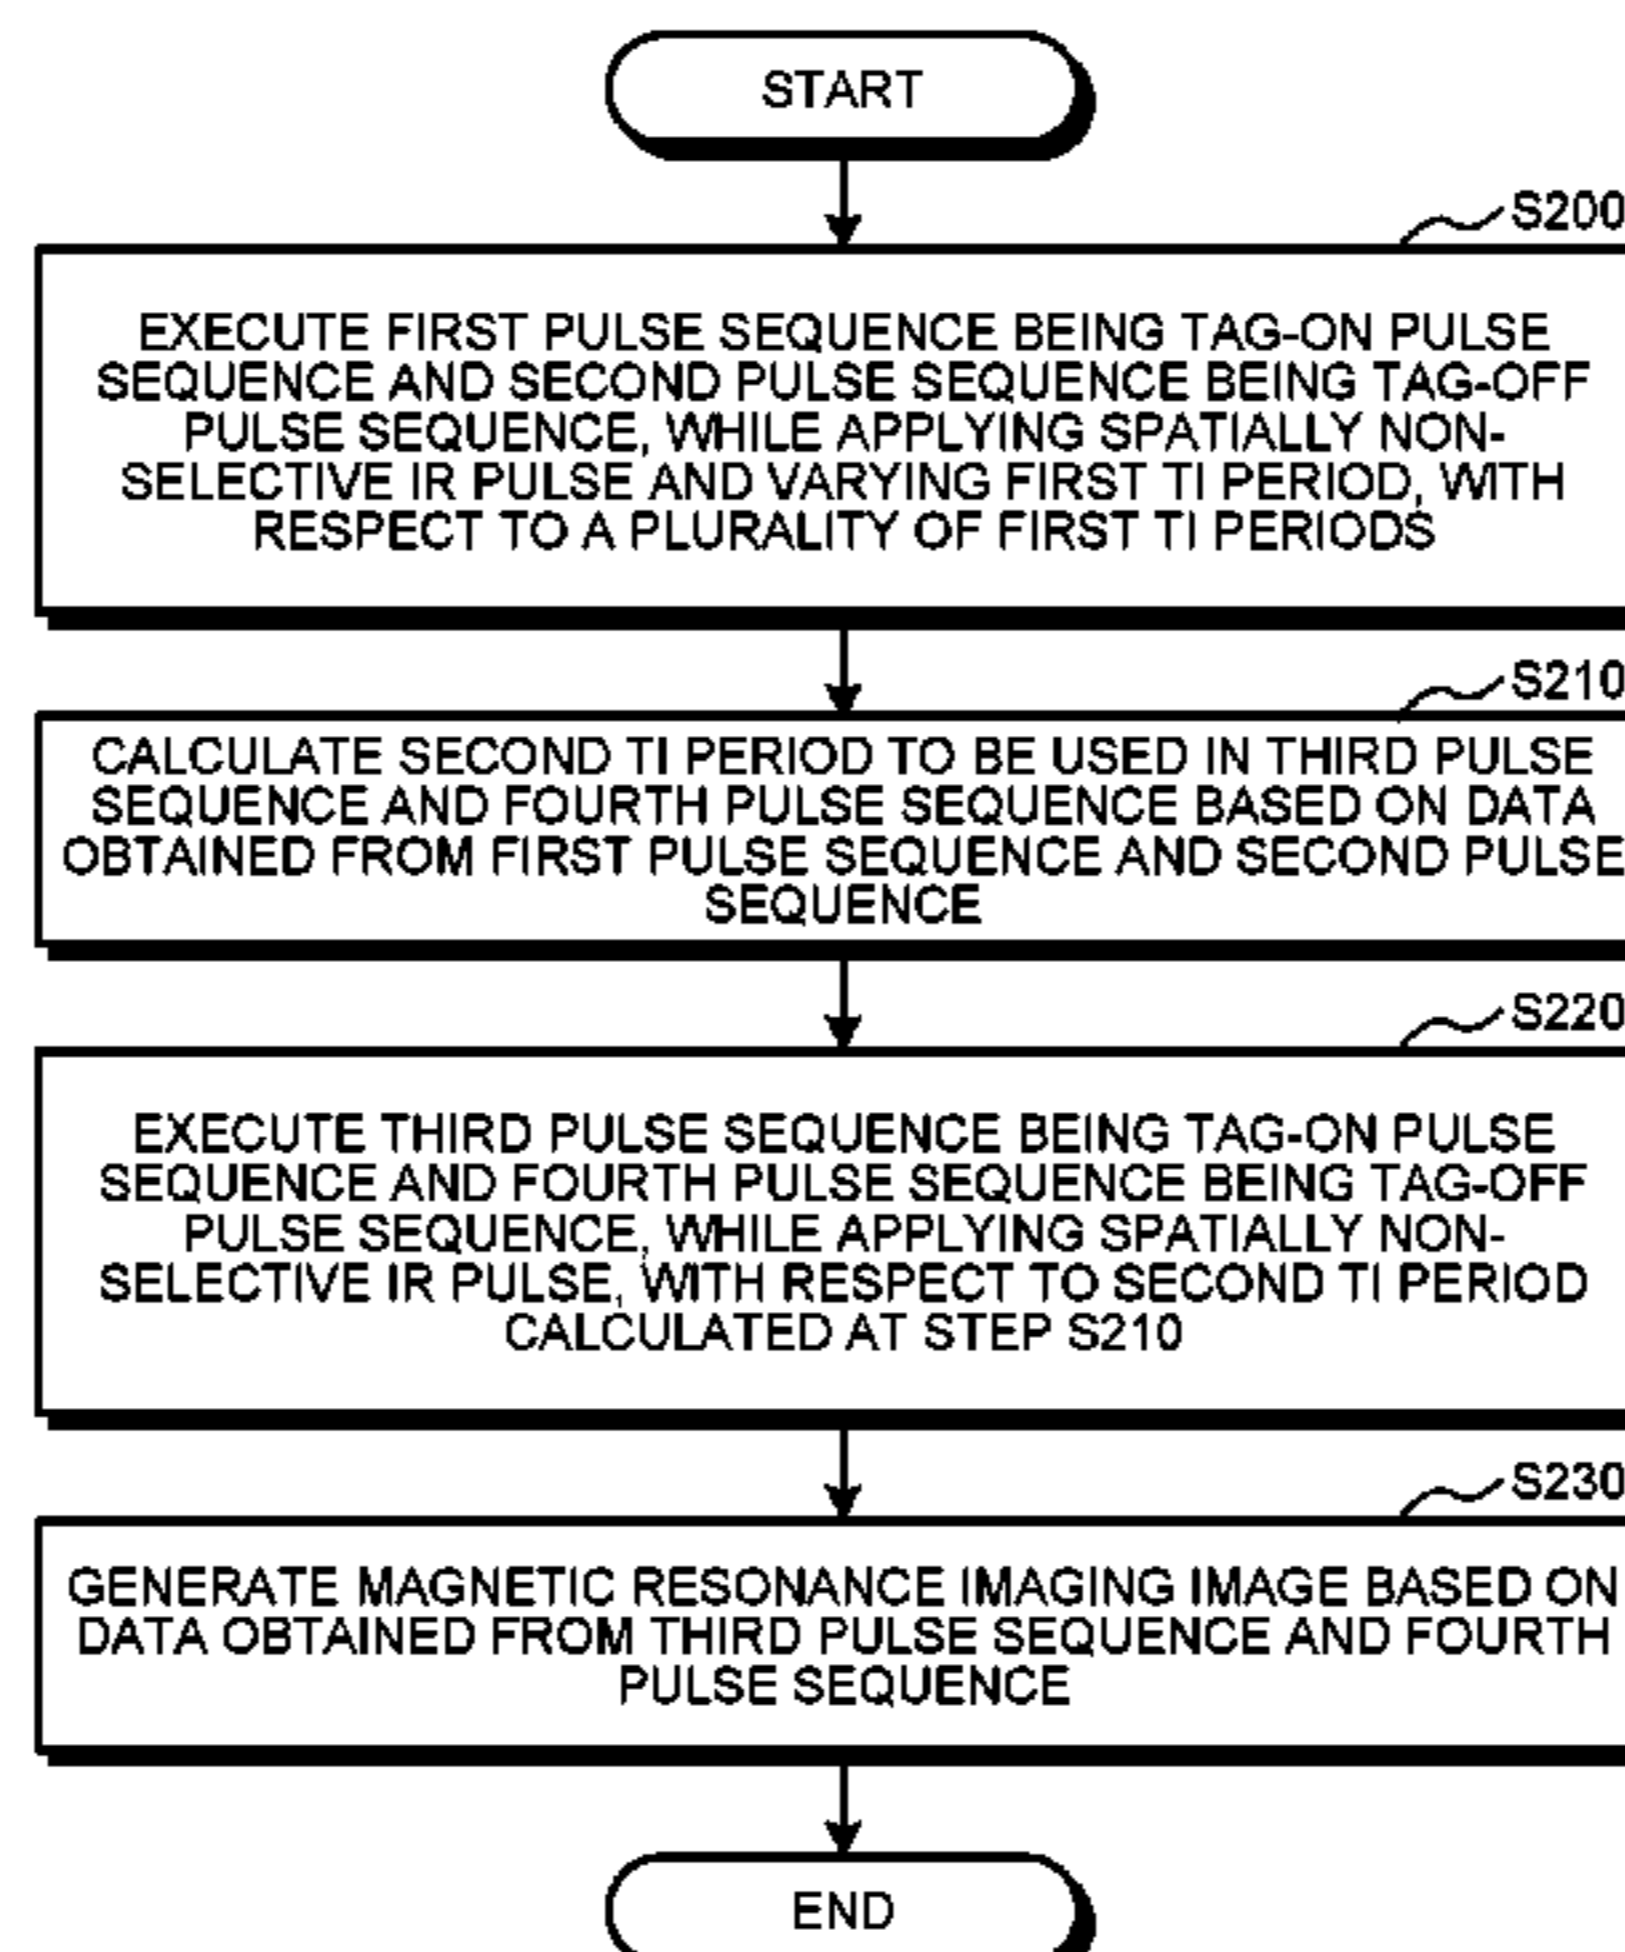 START
S200
EXECUTE FIRST PULSE SEQUENCE BEING TAG-ON PULSE
SEQUENCE AND SECOND PULSE SEQUENCE BEING TAG-OFF
PULSE SEQUENCE, WHILE APPLYING SPATIALLY NON-
SELECTIVE IR PULSE AND VARYING FIRST TI PERIOD, WITH
RESPECT TO A PLURALITY OF FIRST TI PERIODS
S210
CALCULATE SECOND TI PERIOD TO BE USED IN THIRD PULSE
SEQUENCE AND FOURTH PULSE SEQUENCE BASED ON DATA
OBTAINED FROM FIRST PULSE SEQUENCE AND SECOND PULSE
SEQUENCE
S220
EXECUTE THIRD PULSE SEQUENCE BEING TAG-ON PULSE
SEQUENCE AND FOURTH PULSE SEQUENCE BEING TAG-OFF
PULSE SEQUENCE, WHILE APPLYING SPATIALLY NON-
SELECTIVE IR PULSE, WITH RESPECT TO SECOND TI PERIOD
CALCULATED AT STEP S210
S230
GENERATE MAGNETIC RESONANCE IMAGING IMAGE BASED ON
DATA OBTAINED FROM THIRD PULSE SEQUENCE AND FOURTH
PULSE SEQUENCE
END